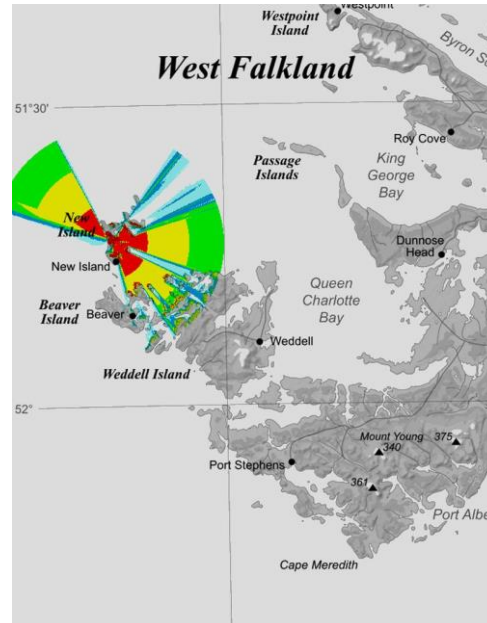 Westpoint
Westpoint
Island
Byron
West Falkland
51°30'
Roy Cove
Passage
Islands
King
George
Bay
New
Island
Dunnose
Head
New Island
Queen
Charlotte
Bay
Beaver
Island
Beaver
Weddell
Weddell Island
52°
Mount Young
340
375
Port Stephens
361
Port Albe
Cape Meredith